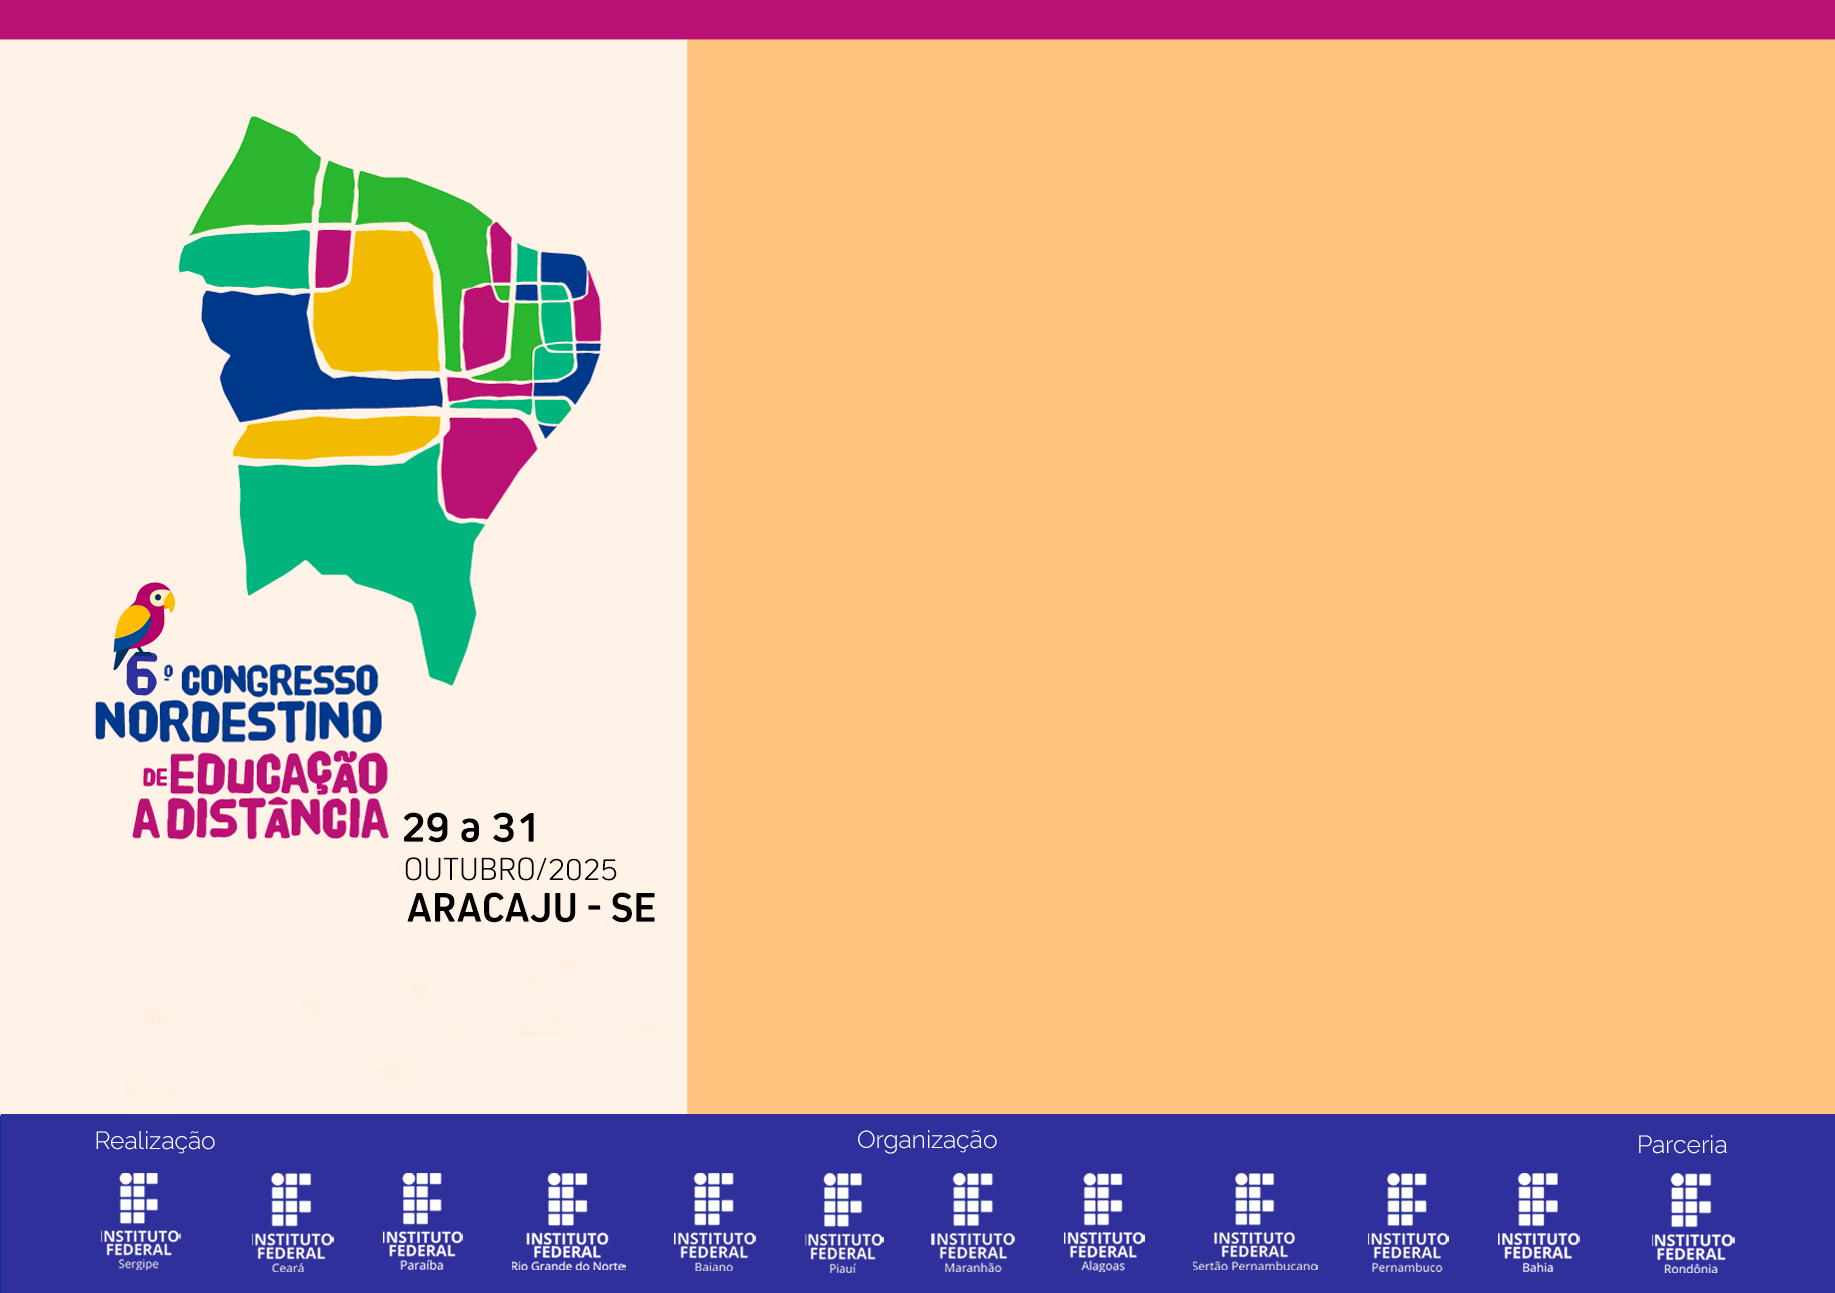 6º CONGRESSO
NORDESTINO
DE EDUCAÇÃO
A DISTÂNCIA
29 a 31
OUTUBRO/2025
ARACAJU - SE
Realização
Organização
Parceria
INSTITUTO
FEDERAL
Sergipe
INSTITUTO
FEDERAL
Ceará
INSTITUTO
FEDERAL
Paraíba
INSTITUTO
FEDERAL
Rio Grande do Norte
INSTITUTO
FEDERAL
Baiano
INSTITUTO
FEDERAL
Piauí
INSTITUTO
FEDERAL
Maranhão
INSTITUTO
FEDERAL
Alagoas
INSTITUTO
FEDERAL
Sertão Pernambucano
INSTITUTO
FEDERAL
Pernambuco
INSTITUTO
FEDERAL
Bahia
INSTITUTO
FEDERAL
Rondônia